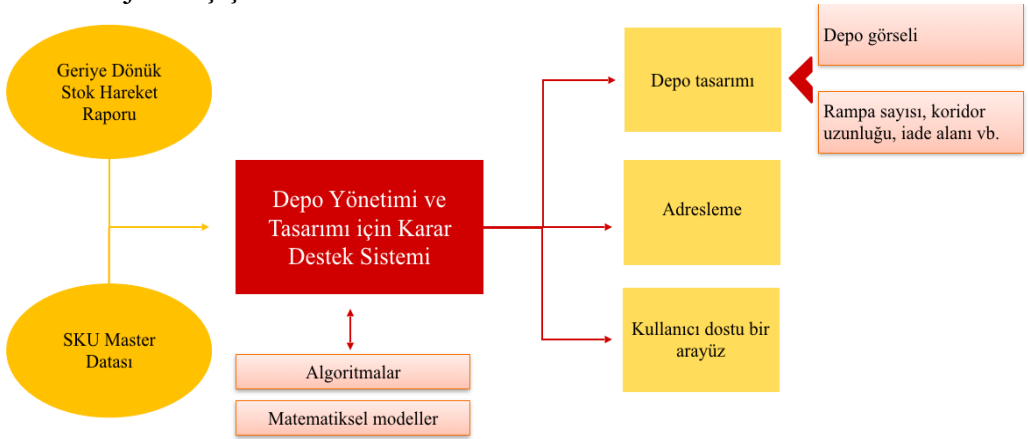 Geriye Dönük
Stok Hareket
Raporu
SKU Master
Datası
Depo Yönetimi ve
Tasarımı için Karar
Destek Sistemi
Algoritmalar
Matematiksel modeller
Depo tasarımı
Adresleme
Kullanıcı dostu bir
arayüz
Depo görseli
Rampa sayısı, koridor
uzunluğu, iade alanı vb.